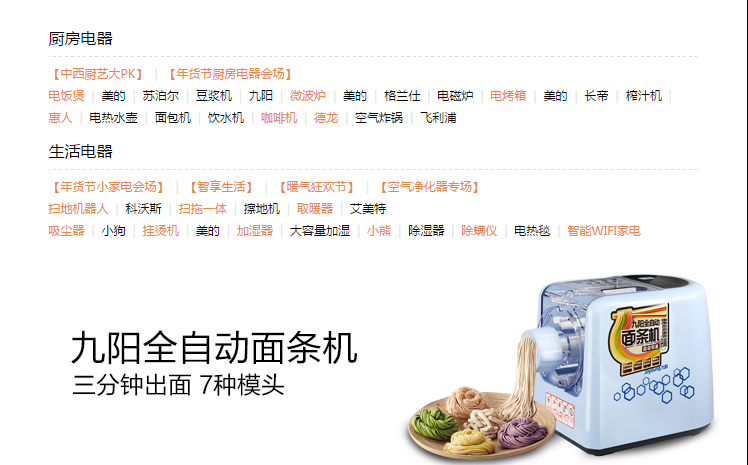 厨房电器
【中西厨艺大PK】 | 【年货节厨房电器会场】
电饭煲 | 美的 | 苏泊尔 | 豆浆机 | 九阳 | 微波炉 | 美的 | 格兰仕 | 电磁炉 | 电烤箱 | 美的 | 长帝 | 榨汁机 |
惠人 | 电热水壶 | 面包机 | 饮水机 | 咖啡机 | 德龙 | 空气炸锅 | 飞利浦
生活电器
【年货节小家电会场】 | 【智享生活】 | 【暖气狂欢节】 | 【空气净化器专场】
扫地机器人 | 科沃斯 | 扫拖一体 | 擦地机 | 取暖器 | 艾美特
吸尘器 | 小狗 | 挂烫机 | 美的 | 加湿器 | 大容量加湿 | 小熊 | 除湿器 | 除螨仪 | 电热毯 | 智能WIFI家电
九阳全自动面条机
三分钟出面 7种模头
九阳全自动
面条机
Joyoung九阳